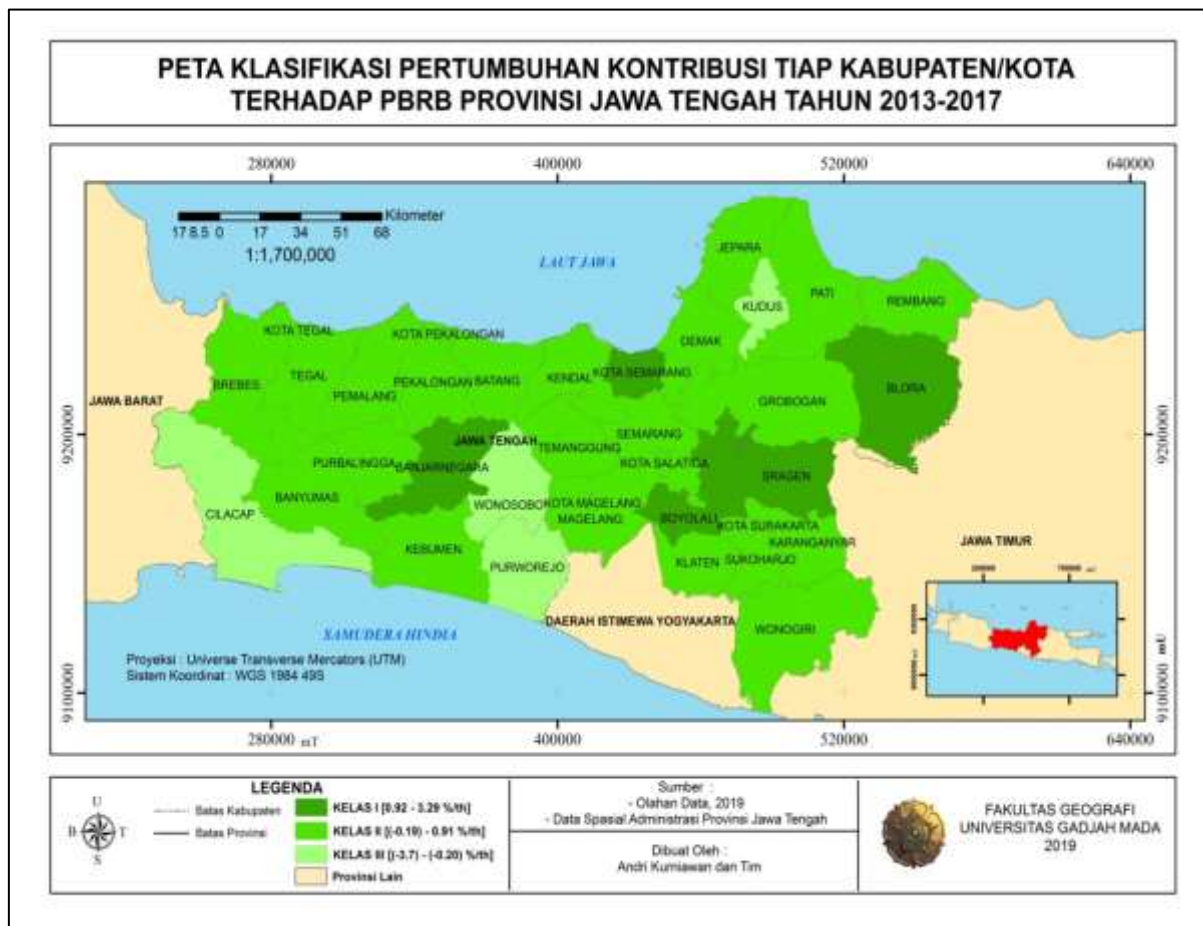 PETA KLASIFIKASI PERTUMBUHAN KONTRIBUSI TIAP KABUPATEN/KOTA
TERHADAP PBRB PROVINSI JAWA TENGAH TAHUN 2013-2017
280000 400000 520000 640000
Kilometer
17 8.5 0 17 34 51 68
1:1,700,000
LAUT JAWA
JEPARA
KUDUS
PATI
REMBANG
KOTA TEGAL
KOTA PEKALONGAN
DEMAK
BREBES
TEGAL
PEMALANG
PEKALONGAN
BATANG
KENDAL
KOTA SEMARANG
GROBOGAN
BLORA
JAWA BARAT
9200000
9200000
JAWA TENGAH
SEMARANG
TEMANGGUNG
PURBALINGGA
BANJARNEGARA
KOTA SALATIGA
SRAGEN
BANYUMAS
CILACAP
WONOSOBO
KOTA MAGELANG
MAGELANG
BOYOLALI
KOTA SURAKARTA
KARANGANYAR
JAWA TIMUR
KEBUMEN
PURWOREJO
KLATEN
SUKOHARJO
DAERAH ISTIMEWA YOGYAKARTA
WONOGIRI
SAMUDERA HINDIA
Proyeksi : Universe Transverse Mercators (UTM)
Sistem Koordinat : WGS 1984 49S
9100000
9100000 mU
280000 mT 400000 520000 640000
LEGENDA
U
B T
S
Batas Kabupaten
Batas Provinsi
KELAS I [0.92 - 3.29 %/th]
KELAS II [(-0.19) - 0.91 %/th]
KELAS III [(-3.7) - (-0.20) %/th]
Provinsi Lain
Sumber :
- Olahan Data, 2019
- Data Spasial Administrasi Provinsi Jawa Tengah
Dibuat Oleh :
Andri Kurniawan dan Tim
FAKULTAS GEOGRAFI
UNIVERSITAS GADJAH MADA
2019